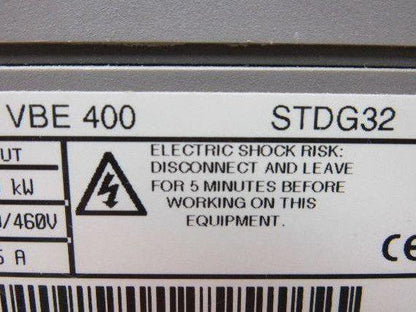 VBE 400 STDG32
UT
kW
/460V
A
ELECTRIC SHOCK RISK:
DISCONNECT AND LEAVE
FOR 5 MINUTES BEFORE
WORKING ON THIS
EQUIPMENT.
CE